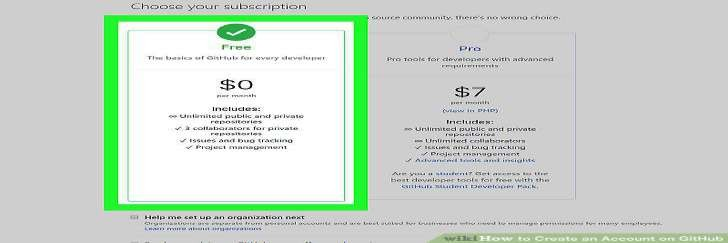 Choose your subscription
source community, there's no wrong choice.
Free
The basics of GitHub for every developer
$0
per month
Includes:
∞ Unlimited public and private
repositories
✓ 3 collaborators for private
repositories
✓ Issues and bug tracking
✓ Project management
Pro
Pro tools for developers with advanced
requirements
$7
per month
(view in PHP)
Includes:
∞ Unlimited public and private
repositories
∞ Unlimited collaborators
✓ Issues and bug tracking
✓ Project management
✓ Advanced tools and insights
Are you a student? Get access to the
best developer tools for free with the
GitHub Student Developer Pack.
Help me set up an organization next
Organizations are separate from personal accounts and are best suited for businesses who need to manage permissions for many employees.
Learn more about organizations
wikiHow to Create an Account on GitHub